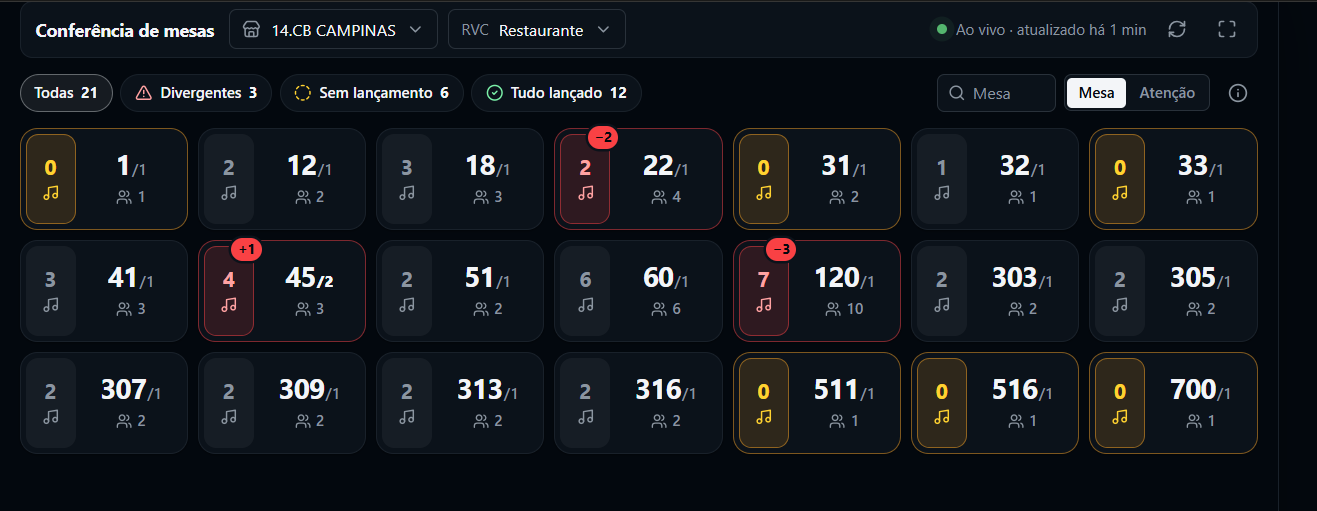 Conferência de mesas 14.CB CAMPINAS RVC Restaurante Ao vivo · atualizado há 1 min
Todas 21 Divergentes 3 Sem lançamento 6 Tudo lançado 12 Mesa Mesa Atenção
−2
0 1/1 2 12/1 3 18/1 2 22/1 0 31/1 1 32/1 0 33/1
1 2 3 4 2 1 1
+1 −3
3 41/1 4 45/2 2 51/1 6 60/1 7 120/1 2 303/1 2 305/1
3 3 2 6 10 2 2
2 307/1 2 309/1 2 313/1 2 316/1 0 511/1 0 516/1 0 700/1
2 2 2 2 1 1 1